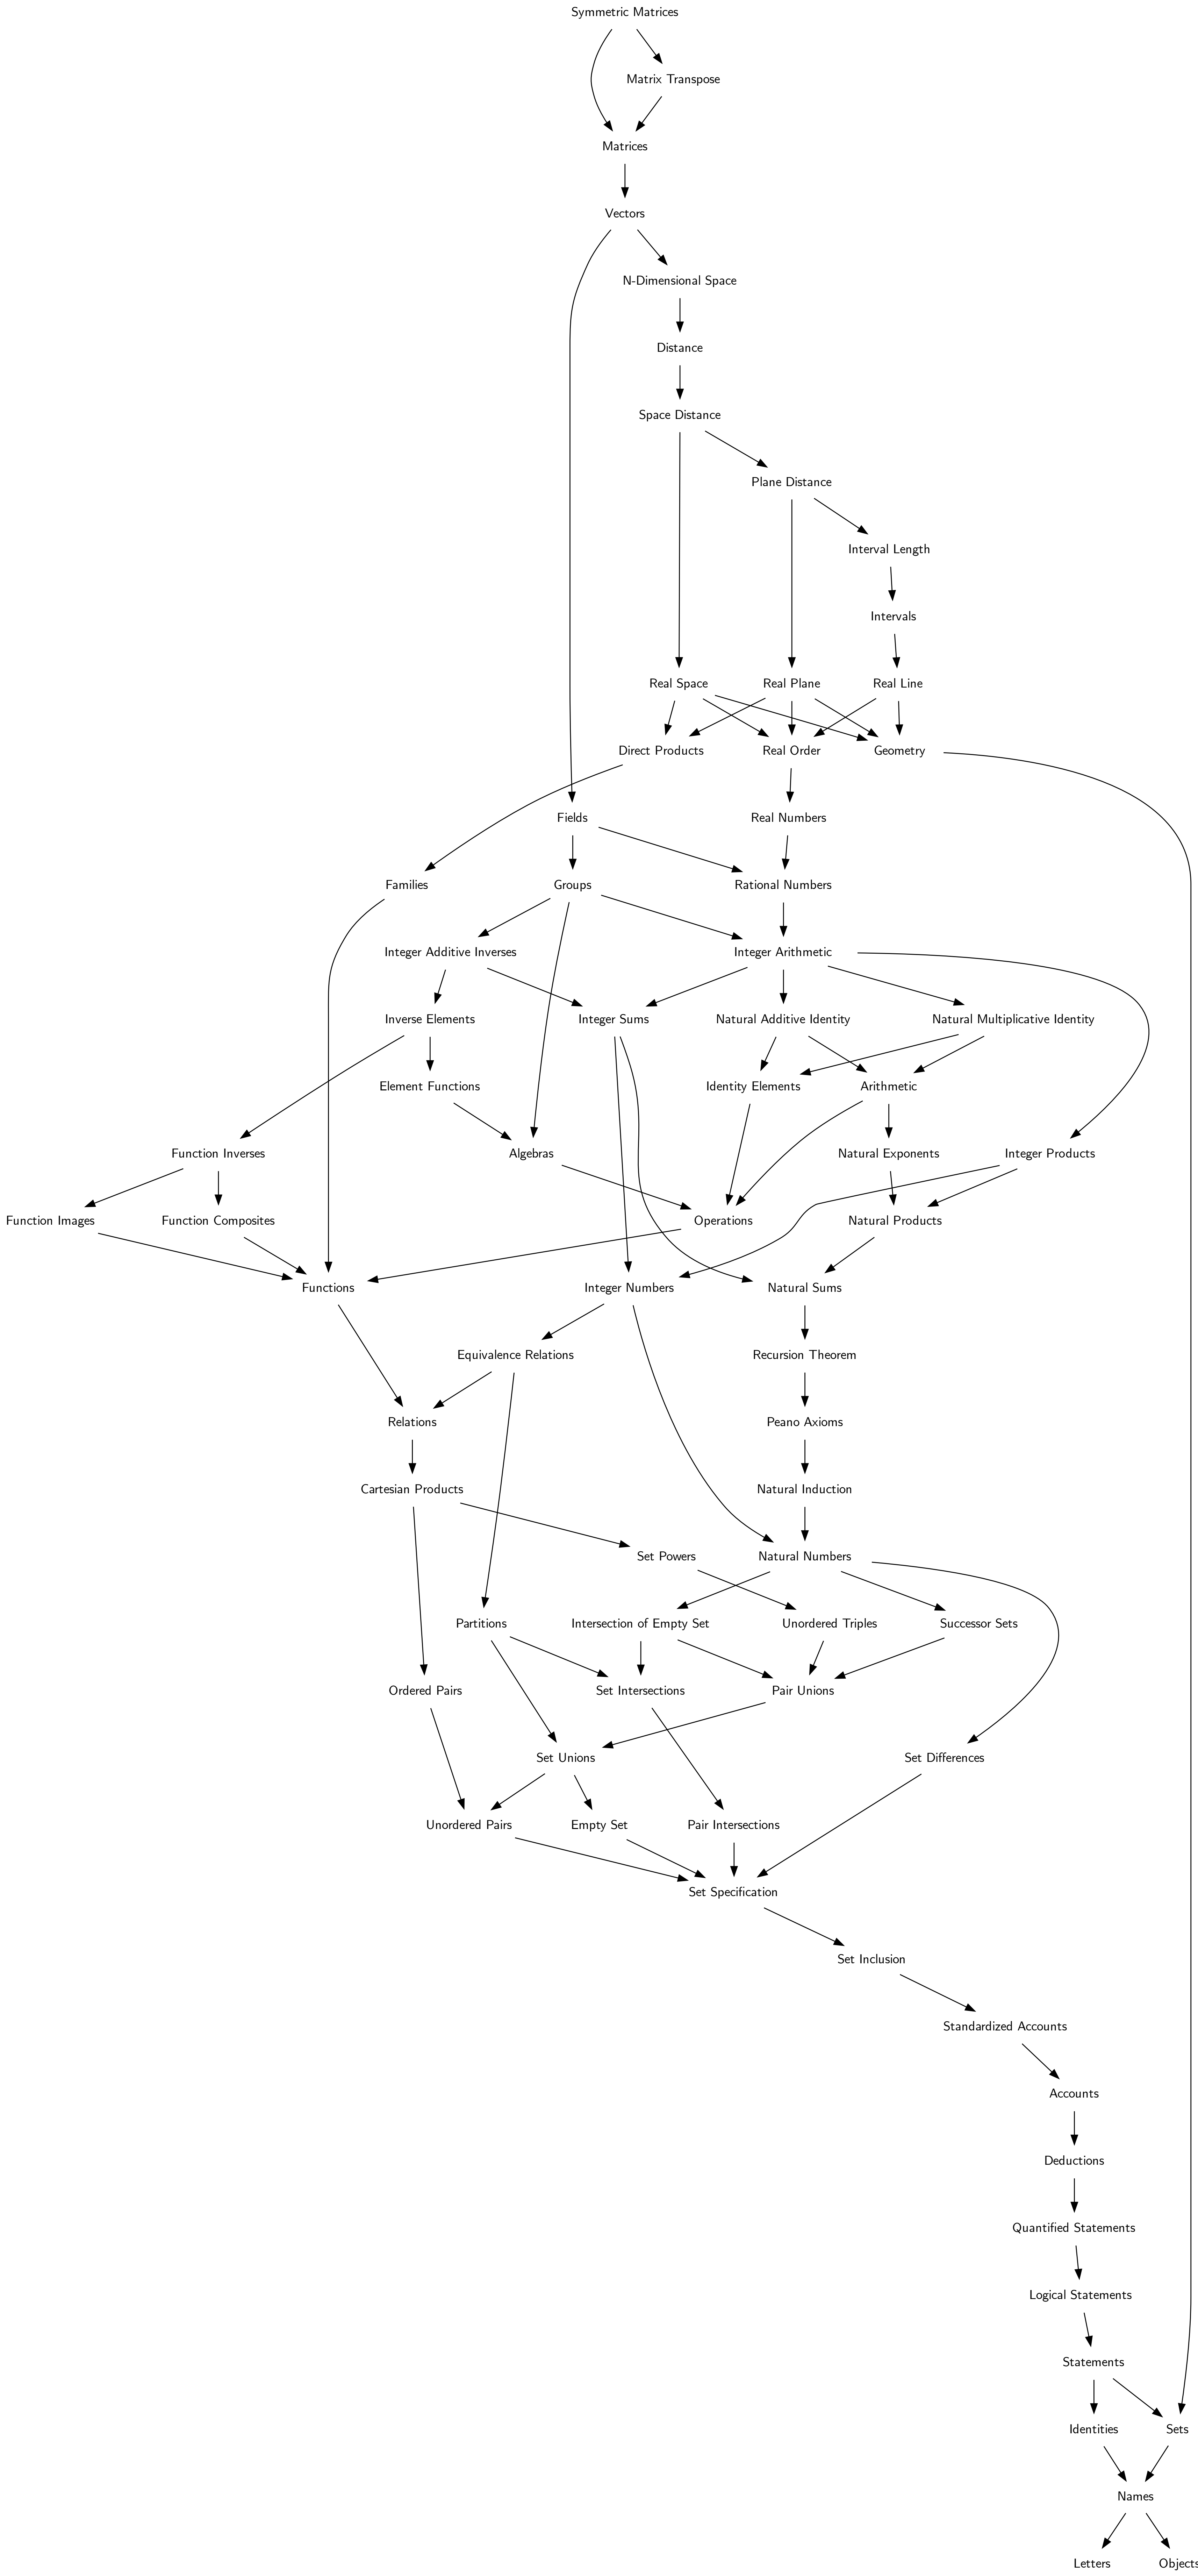 Symmetric Matrices
Matrix Transpose
Matrices
Vectors
N-Dimensional Space
Distance
Space Distance
Plane Distance
Interval Length
Intervals
Real Space
Real Plane
Real Line
Direct Products
Real Order
Geometry
Fields
Real Numbers
Families
Groups
Rational Numbers
Integer Additive Inverses
Integer Arithmetic
Inverse Elements
Integer Sums
Natural Additive Identity
Natural Multiplicative Identity
Element Functions
Identity Elements
Arithmetic
Function Inverses
Algebras
Natural Exponents
Integer Products
Function Images
Function Composites
Operations
Natural Products
Functions
Integer Numbers
Natural Sums
Equivalence Relations
Recursion Theorem
Relations
Peano Axioms
Cartesian Products
Natural Induction
Set Powers
Natural Numbers
Partitions
Intersection of Empty Set
Unordered Triples
Successor Sets
Ordered Pairs
Set Intersections
Pair Unions
Set Unions
Set Differences
Unordered Pairs
Empty Set
Pair Intersections
Set Specification
Set Inclusion
Standardized Accounts
Accounts
Deductions
Quantified Statements
Logical Statements
Statements
Identities
Sets
Names
Letters
Objects